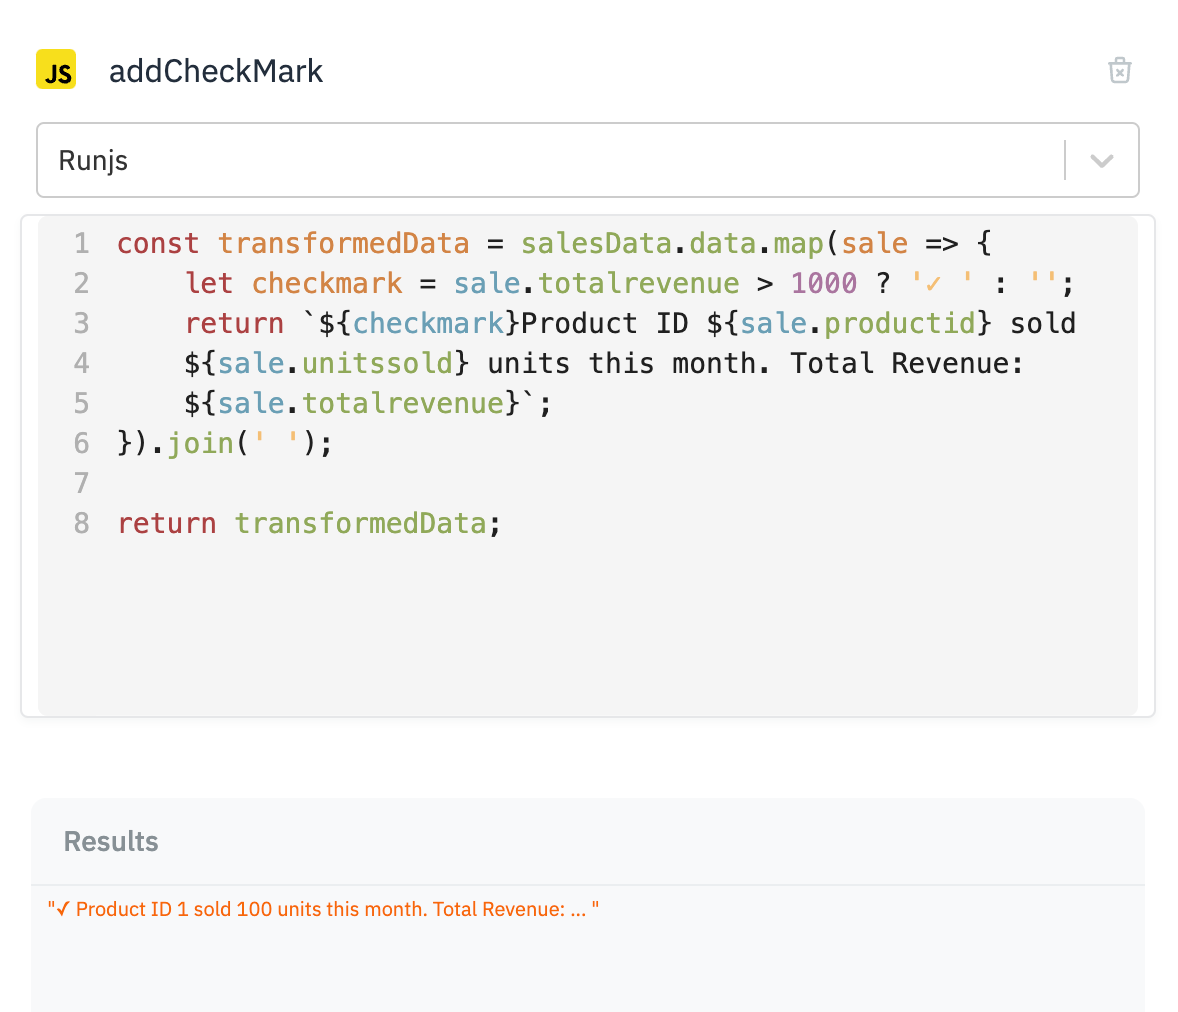 JS addCheckMark
Runjs
1 const transformedData = salesData.data.map(sale => {
2     let checkmark = sale.totalrevenue > 1000 ? '✓ ' : '';
3     return `${checkmark}Product ID ${sale.productid} sold
4     ${sale.unitssold} units this month. Total Revenue:
5     ${sale.totalrevenue}`;
6 }).join(' ');
7
8 return transformedData;
Results
"✓ Product ID 1 sold 100 units this month. Total Revenue: ... "